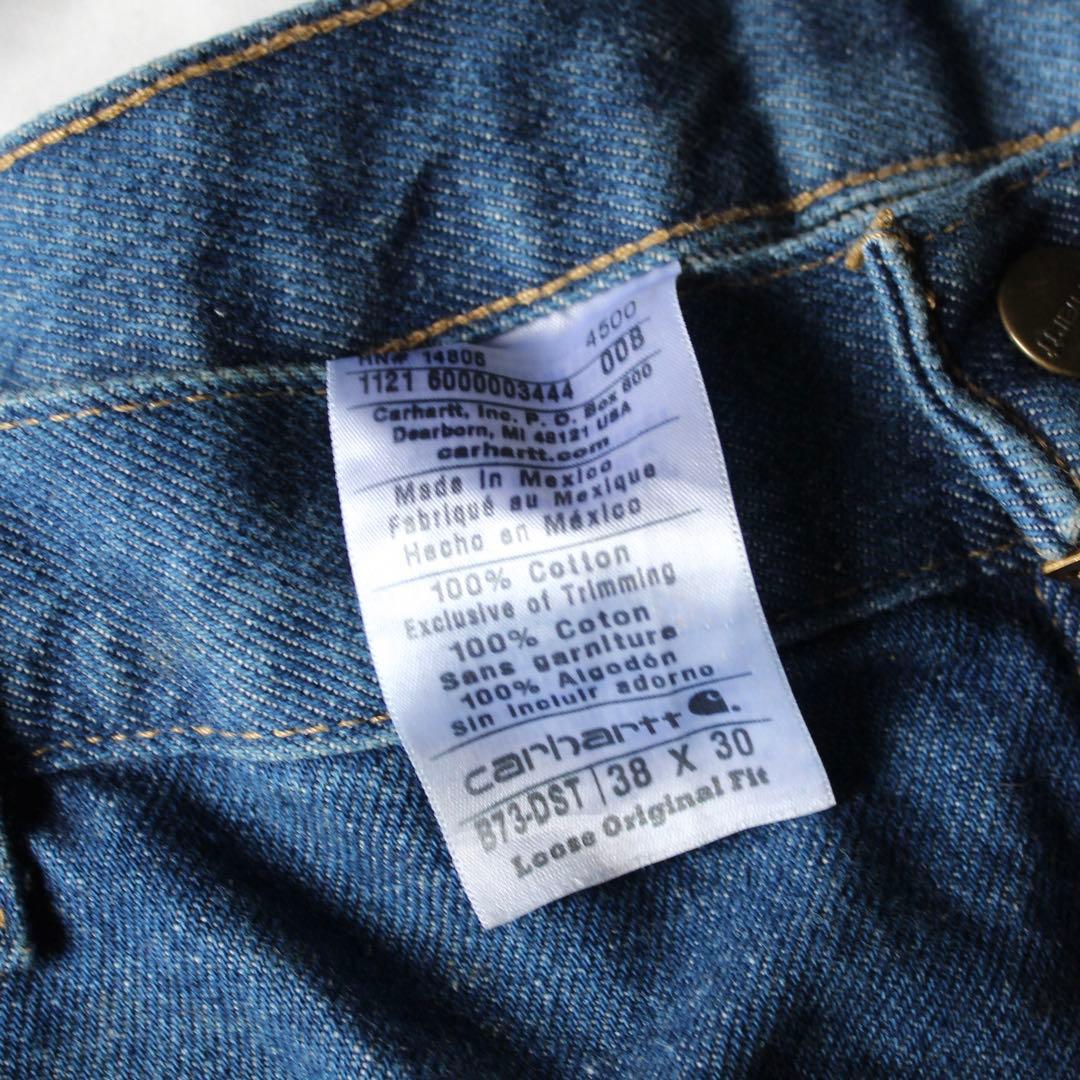 RN# 14806 4500
1121 6000003444 008
Carhartt, Inc. P. O. Box 600
Dearborn, MI 48121 USA
carhartt.com
Made in Mexico
Fabriqué au Mexique
Hecho en México
100% Cotton
Exclusive of Trimming
100% Coton
Sans garniture
100% Algodón
Sin incluir adorno
carhartt
B73-DST 38 X 30
Loose Original Fit